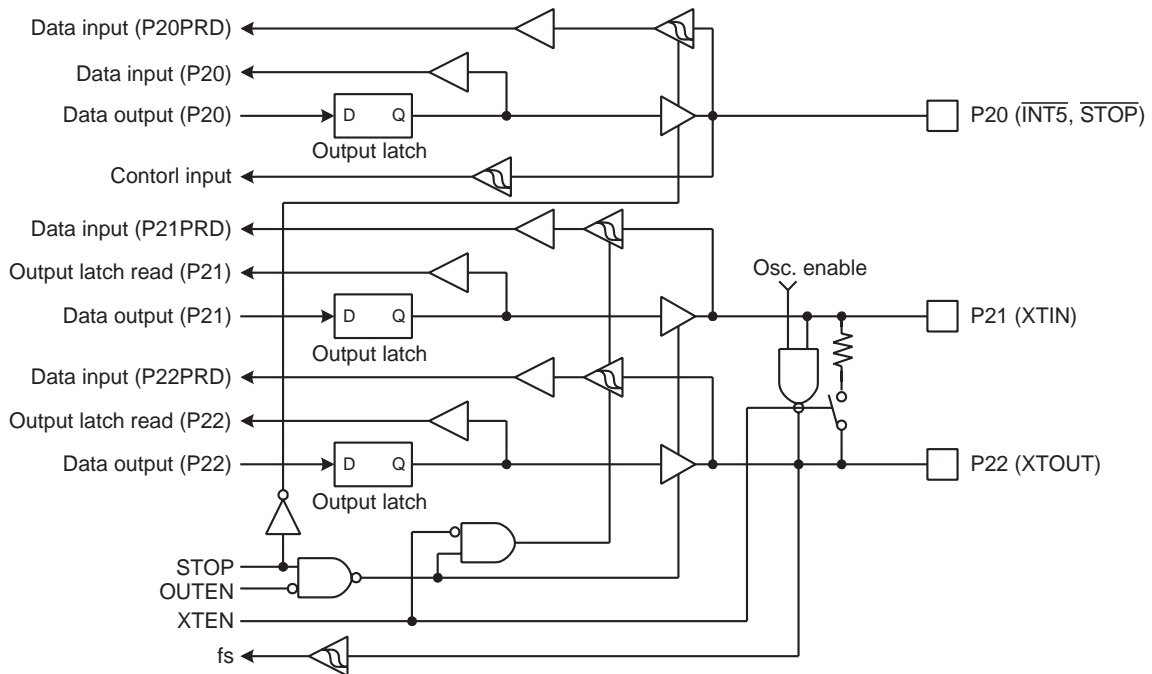 Data input (P20PRD)
Data input (P20)
Data output (P20)
D Q
Output latch
P20 (INT5, STOP)
Contorl input
Data input (P21PRD)
Output latch read (P21)
Osc. enable
Data output (P21)
D Q
Output latch
P21 (XTIN)
Data input (P22PRD)
Output latch read (P22)
Data output (P22)
D Q
Output latch
P22 (XTOUT)
STOP
OUTEN
XTEN
fs